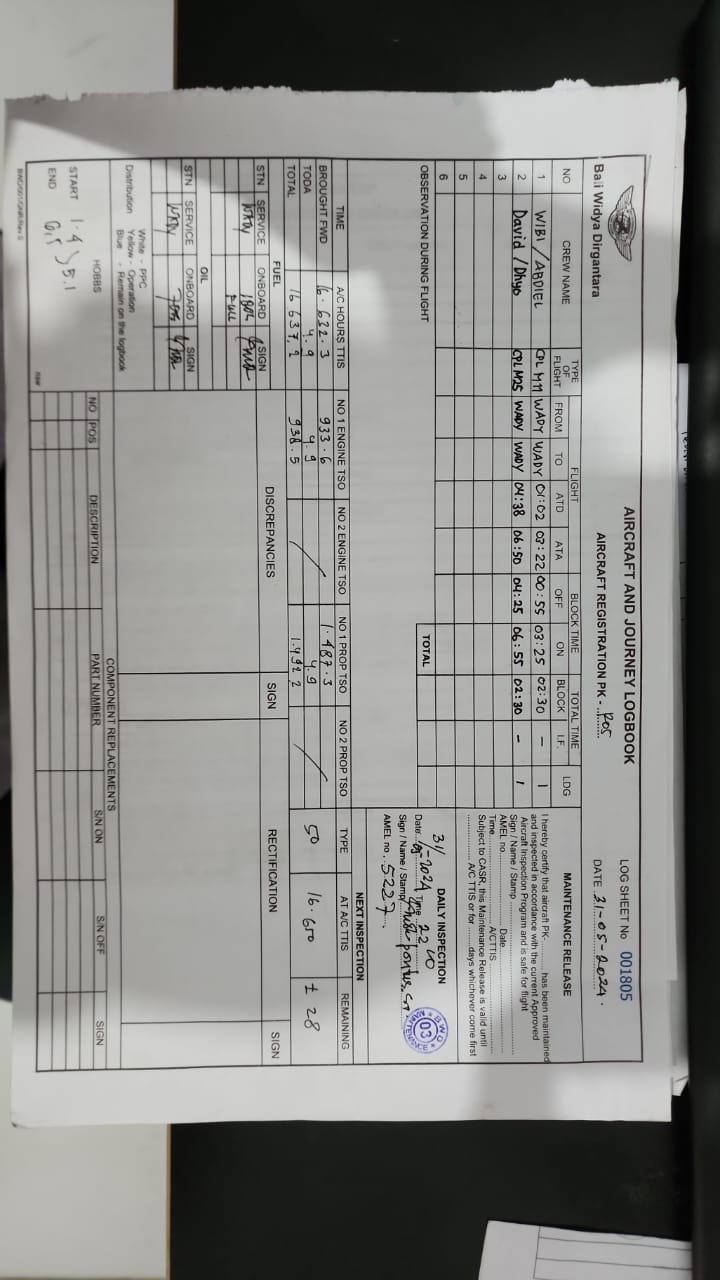 Baii Widya Dirgantara
AIRCRAFT AND JOURNEY LOGBOOK
AIRCRAFT REGISTRATION PK -
LOG SHEET No 001805
DATE 31-05-2024.
NO CREW NAME TYPE OF FLIGHT FLIGHT FROM TO ATD ATA BLOCK TIME OFF ON TOTAL TIME BLOCK I.F. LDG
1 WIBI / ABDIEL CPL M11 WADY WADY 01:02 03:22 00:55 03:25 02:30 - 1
2 David / Dhyo CPL M25 WADY WADY 04:38 06:50 04:25 06:55 02:30 - 1
3
4
5
6
TOTAL
OBSERVATION DURING FLIGHT
MAINTENANCE RELEASE
I hereby certify that aircraft PK........ has been maintained
and inspected in accordance with the current Approved
Aircraft Inspection Program and is safe for flight
Sign / Name / Stamp
AMEL no. Date
Time A/CTTIS
Subject to CASR, this Maintenance Release is valid until
A/C TTIS or for ........days whichever come first
DAILY INSPECTION
Date 31/05-2024 Time 22 00
Sign / Name / Stamp
AMEL no. 5227
BWD 03 MAINTENANCE
TIME A/C HOURS TTIS NO 1 ENGINE TSO NO 2 ENGINE TSO NO 1 PROP TSO NO 2 PROP TSO
BROUGHT FWD 16.632.3 933.6 1.487.3
TODA 4.9 4.9 4.9
TOTAL 16 637.2 938.5 1.492.2
NEXT INSPECTION
TYPE AT A/C TTIS REMAINING
50 16.650 ± 28
FUEL
STN SERVICE ONBOARD SIGN
180L
FULL
OIL
STN SERVICE ONBOARD SIGN
DISCREPANCIES SIGN RECTIFICATION SIGN
Distribution White - PPC
Yellow - Operation
Blue - Remain on the logbook
COMPONENT REPLACEMENTS
NO POS DESCRIPTION PART NUMBER S/N ON S/N OFF SIGN
HOBBS
START 1.4 5.1
END 6,5